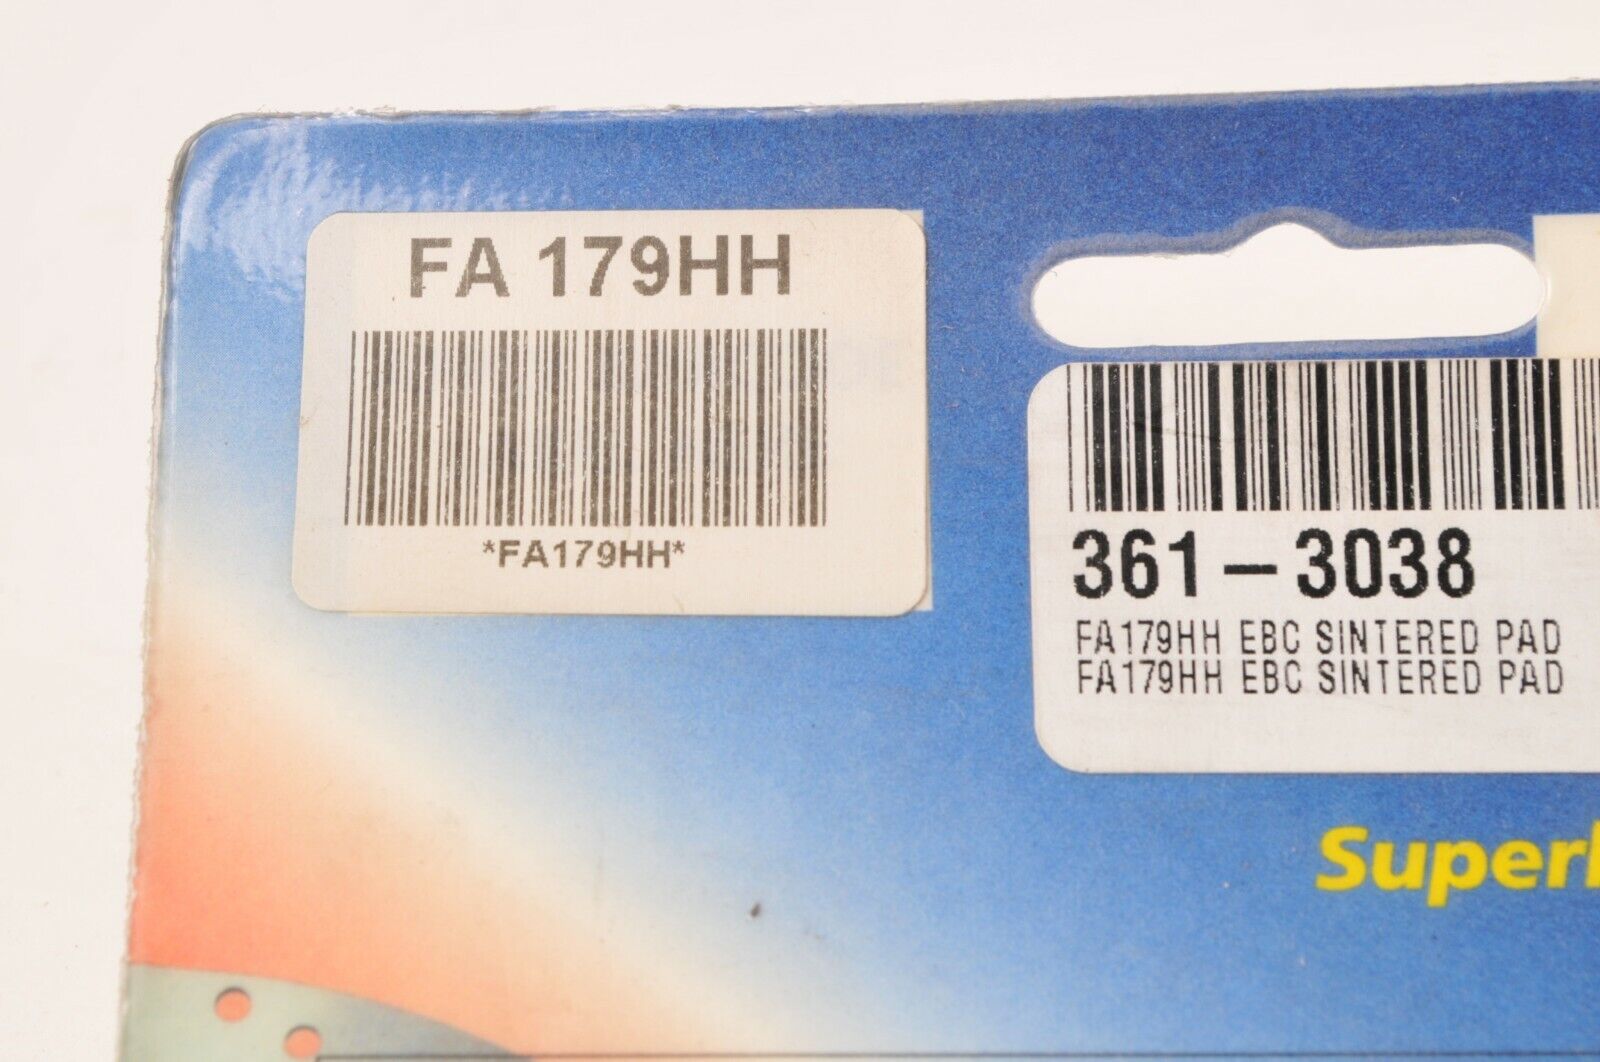 FA 179HH
*FA179HH*
361-3038
FA179HH EBC SINTERED PAD
FA179HH EBC SINTERED PAD